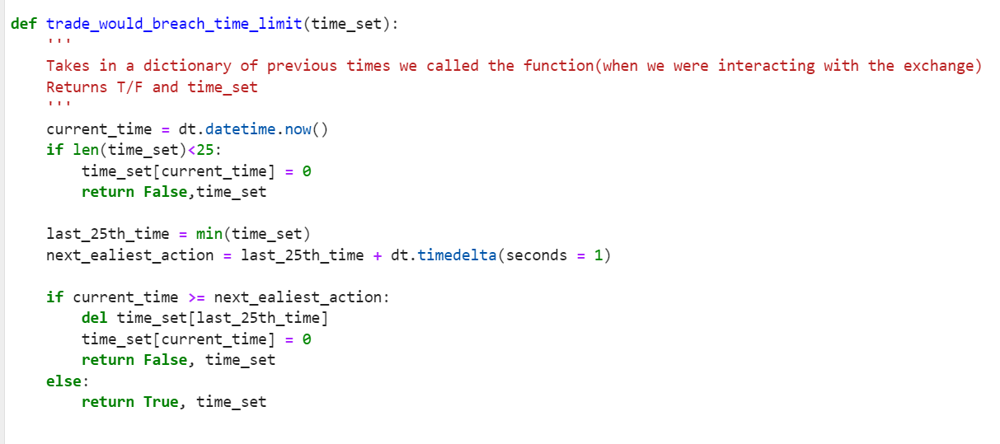 def trade_would_breach_time_limit(time_set):
    '''
    Takes in a dictionary of previous times we called the function(when we were interacting with the exchange)
    Returns T/F and time_set
    '''
    current_time = dt.datetime.now()
    if len(time_set)<25:
        time_set[current_time] = 0
        return False,time_set

    last_25th_time = min(time_set)
    next_ealiest_action = last_25th_time + dt.timedelta(seconds = 1)

    if current_time >= next_ealiest_action:
        del time_set[last_25th_time]
        time_set[current_time] = 0
        return False, time_set
    else:
        return True, time_set